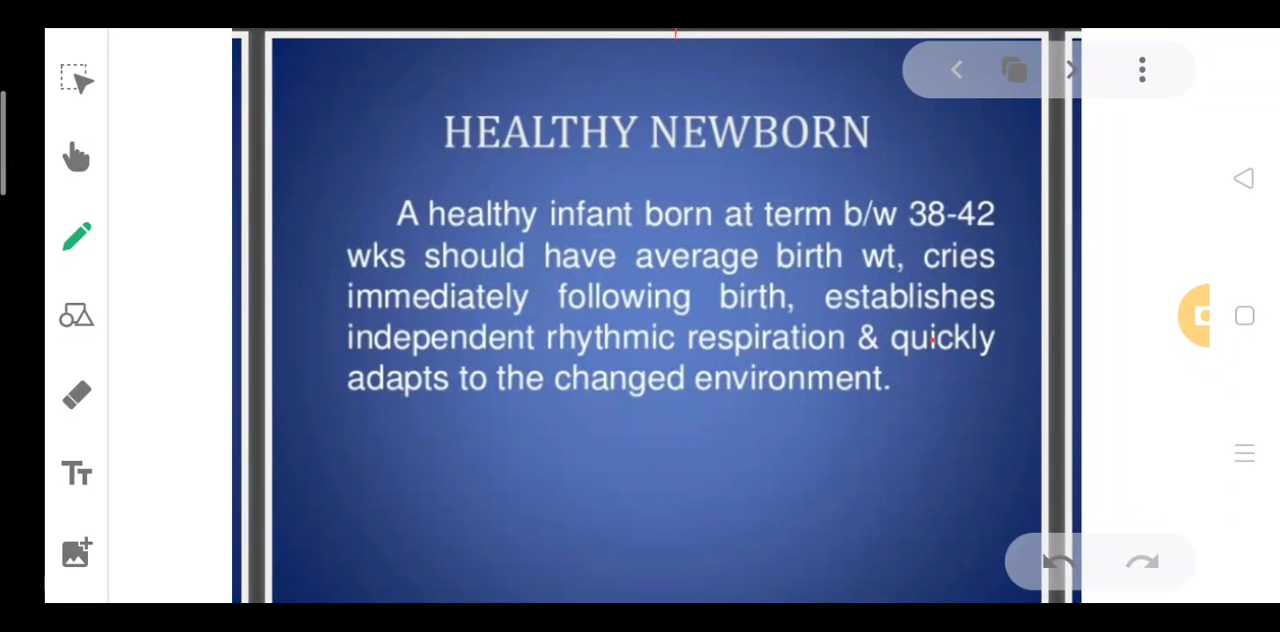 HEALTHY NEWBORN
A healthy infant born at term b/w 38-42
wks should have average birth wt, cries
immediately following birth, establishes
independent rhythmic respiration & quickly
adapts to the changed environment.
TT